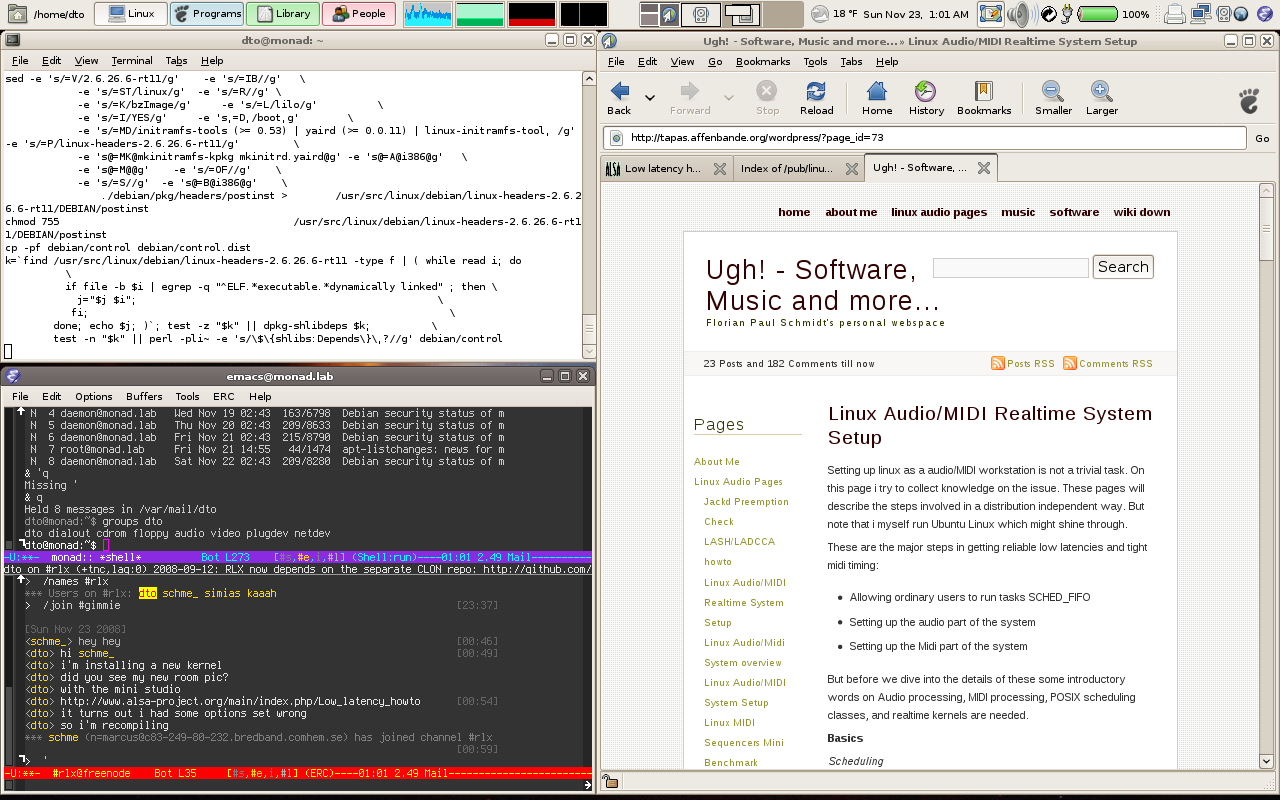 /home/dto
Linux
Programs
Library
People
15 F
Sun Nov 23, 1:01 AM
100%
dto@monad: ~
File Edit View Terminal Tabs Help
sed -e 's/=V/2.6.26.6-rt11/g' -e 's/=IB//g' \
-e 's/=ST/linux/g' -e 's/=R//g' \
-e 's/=K/bzImage/g' -e 's/=L/lilo/g' \
-e 's/=I/YES/g' -e 's,=D,/boot,g' \
-e 's/=MD/initramfs-tools (>= 0.53) | yaird (>= 0.0.11) | linux-initramfs-tool, /g'
-e 's/=P/linux-headers-2.6.26.6-rt11/g' \
-e 's@=MK@mkinitramfs-kpkg mkinitrd.yaird@g' -e 's@=A@i386@g' \
-e 's@=M@@g' -e 's/=OF//g' \
-e 's/=S//g' -e 's@=B@i386@g' \
./debian/pkg/headers/postinst > /usr/src/linux/debian/linux-headers-2.6.2
6.6-rt11/DEBIAN/postinst
chmod 755 /usr/src/linux/debian/linux-headers-2.6.26.6-rt1
1/DEBIAN/postinst
cp -pf debian/control debian/control.dist
k=`find /usr/src/linux/debian/linux-headers-2.6.26.6-rt11 -type f | ( while read i; do
\
if file -b $i | egrep -q "^ELF.*executable.*dynamically linked" ; then \
j="$j $i"; \
fi; \
done; echo $j; )`; test -z "$k" || dpkg-shlibdeps $k; \
test -n "$k" || perl -pli~ -e 's/\$\{shlibs:Depends\}\,?//g' debian/control
emacs@monad.lab
File Edit Options Buffers Tools ERC Help
N 4 daemon@monad.lab Wed Nov 19 02:43 163/6798 Debian security status of m
N 5 daemon@monad.lab Thu Nov 20 02:43 209/8633 Debian security status of m
N 6 daemon@monad.lab Fri Nov 21 02:43 215/8790 Debian security status of m
N 7 root@monad.lab Fri Nov 21 14:55 44/1474 apt-listchanges: news for m
N 8 daemon@monad.lab Sat Nov 22 02:43 209/8280 Debian security status of m
& 'q
Missing '
& q
Held 8 messages in /var/mail/dto
dto@monad:~$ groups dto
dto dialout cdrom floppy audio video plugdev netdev
dto@monad:~$
-U:**- monad:: *shell* Bot L273 [#s,#e,i,#l] (Shell:run)----01:01 2.49 Mail
dto on #rlx (+tnc,lag:0) 2008-09-12: RLX now depends on the separate CLON repo: http://github.com/
> /names #rlx
*** Users on #rlx: dto schme_ simias kaaah
> /join #gimmie [23:37]
[Sun Nov 23 2008]
<schme_> hey hey [00:46]
<dto> hi schme_ [00:49]
<dto> i'm installing a new kernel
<dto> did you see my new room pic?
<dto> with the mini studio
<dto> http://www.alsa-project.org/main/index.php/Low_latency_howto [00:54]
<dto> it turns out i had some options set wrong
<dto> so i'm recompiling
*** schme (n=marcus@c83-249-80-232.bredband.comhem.se) has joined channel #rlx
[00:59]
> '
-U:**- #rlx@freenode Bot L35 [#s,#e,i,#l] (ERC)----01:01 2.49 Mail
Ugh! - Software, Music and more... » Linux Audio/MIDI Realtime System Setup
File Edit View Go Bookmarks Tools Tabs Help
Back Forward Stop Reload Home History Bookmarks Smaller Larger
http://tapas.affenbande.org/wordpress/?page_id=73 Go
ALSA Low latency h...
Index of /pub/linu...
Ugh! - Software, ...
home about me linux audio pages music software wiki down
Ugh! - Software,
Music and more...
Search
Florian Paul Schmidt's personal webspace
23 Posts and 182 Comments till now
Posts RSS
Comments RSS
Pages
About Me
Linux Audio Pages
Jackd Preemption
Check
LASH/LADCCA
howto
Linux Audio/MIDI
Realtime System
Setup
Linux Audio/Midi
System overview
Linux Audio/MIDI
System Setup
Linux MIDI
Sequencers Mini
Benchmark
Linux Audio/MIDI Realtime System
Setup
Setting up linux as a audio/MIDI workstation is not a trivial task. On
this page i try to collect knowledge on the issue. These pages will
describe the steps involved in a distribution independent way. But
note that i myself run Ubuntu Linux which might shine through.
These are the major steps in getting reliable low latencies and tight
midi timing:
Allowing ordinary users to run tasks SCHED_FIFO
Setting up the audio part of the system
Setting up the Midi part of the system
But before we dive into the details of these some introductory
words on Audio processing, MIDI processing, POSIX scheduling
classes, and realtime kernels are needed.
Basics
Scheduling